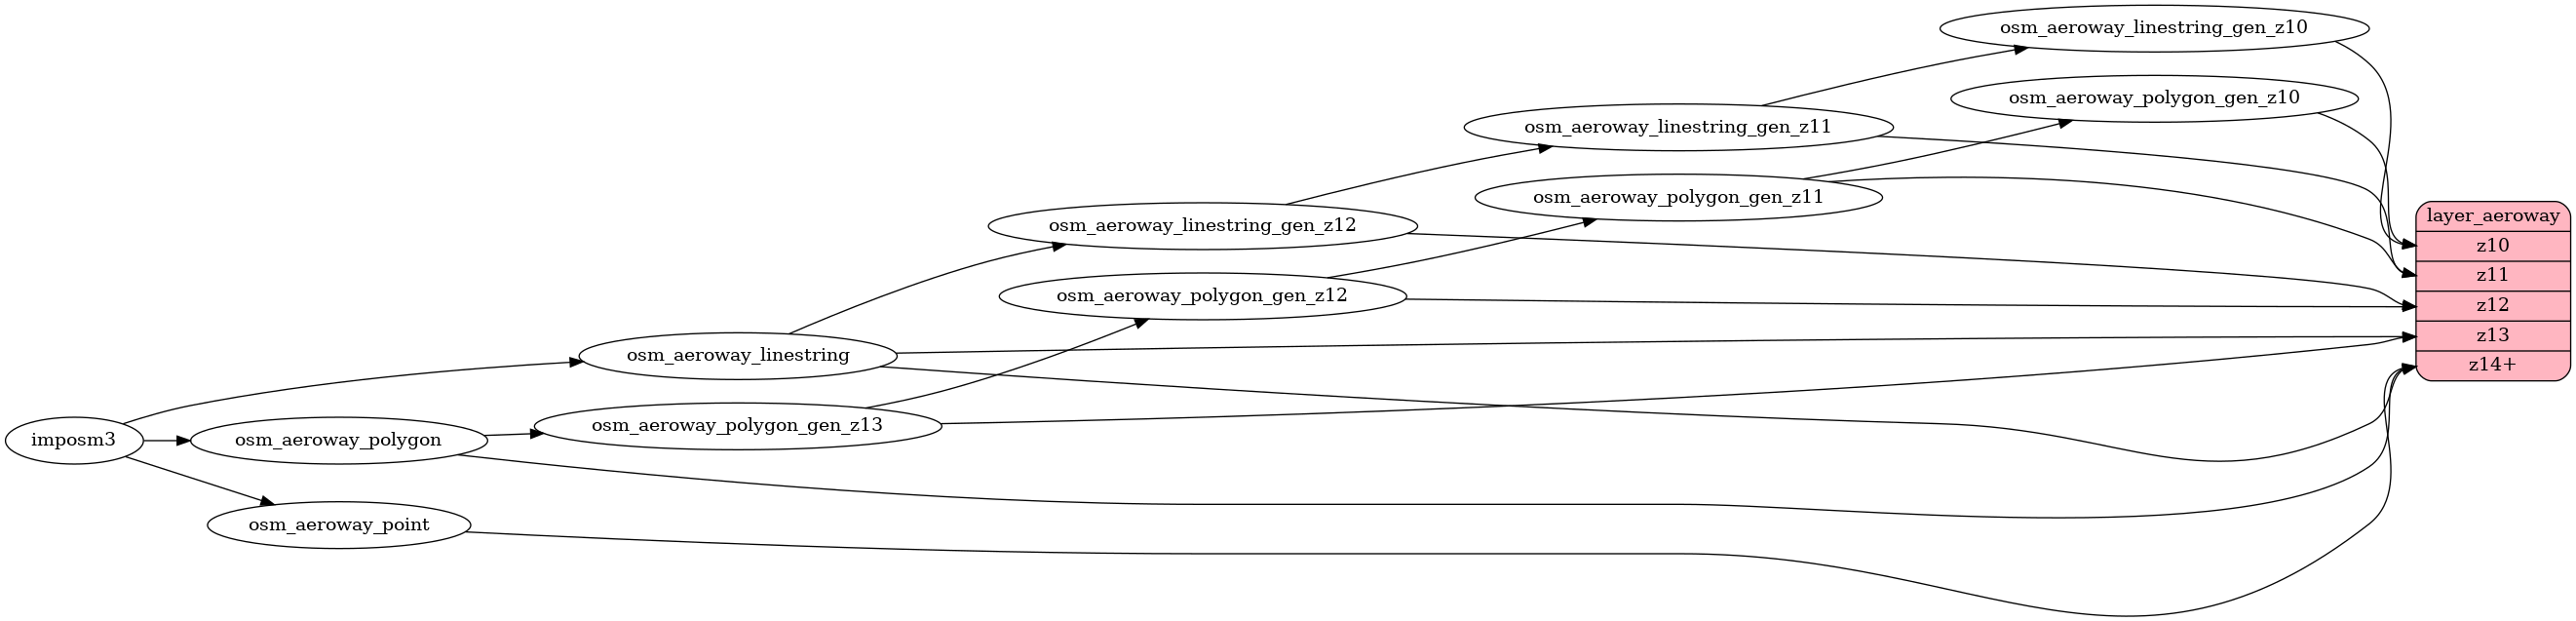 osm_aeroway_linestring_gen_z10
osm_aeroway_polygon_gen_z10
osm_aeroway_linestring_gen_z11
osm_aeroway_polygon_gen_z11
osm_aeroway_linestring_gen_z12
osm_aeroway_polygon_gen_z12
osm_aeroway_linestring
osm_aeroway_polygon_gen_z13
imposm3
osm_aeroway_polygon
osm_aeroway_point
layer_aeroway
z10
z11
z12
z13
z14+